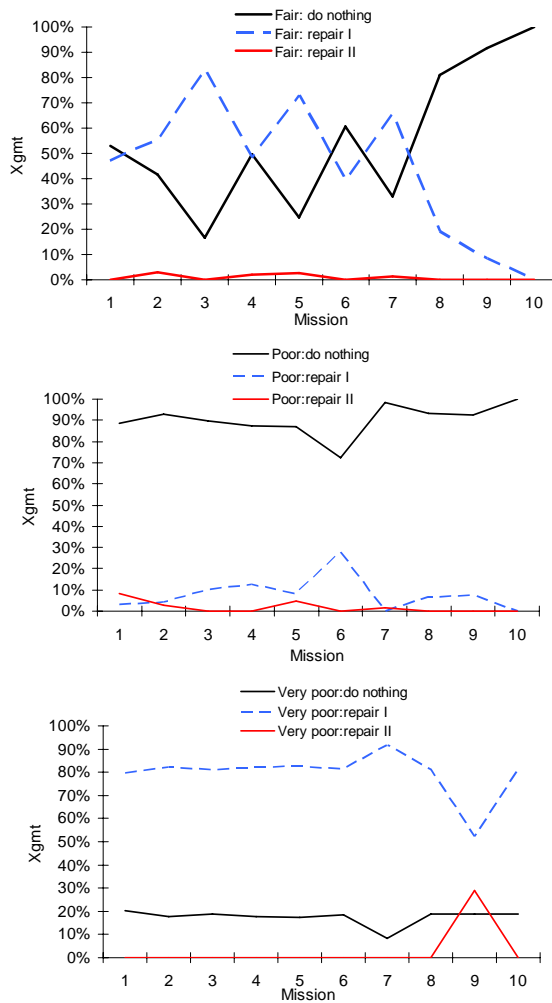 Fair: do nothing
Fair: repair I
Fair: repair II
100%
90%
80%
70%
60%
50%
40%
30%
20%
10%
0%
Xgmt
1 2 3 4 5 6 7 8 9 10
Mission
Poor:do nothing
Poor:repair I
Poor:repair II
100%
90%
80%
70%
60%
50%
40%
30%
20%
10%
0%
Xgmt
1 2 3 4 5 6 7 8 9 10
Mission
Very poor:do nothing
Very poor:repair I
Very poor:repair II
100%
90%
80%
70%
60%
50%
40%
30%
20%
10%
0%
Xgmt
1 2 3 4 5 6 7 8 9 10
Mission